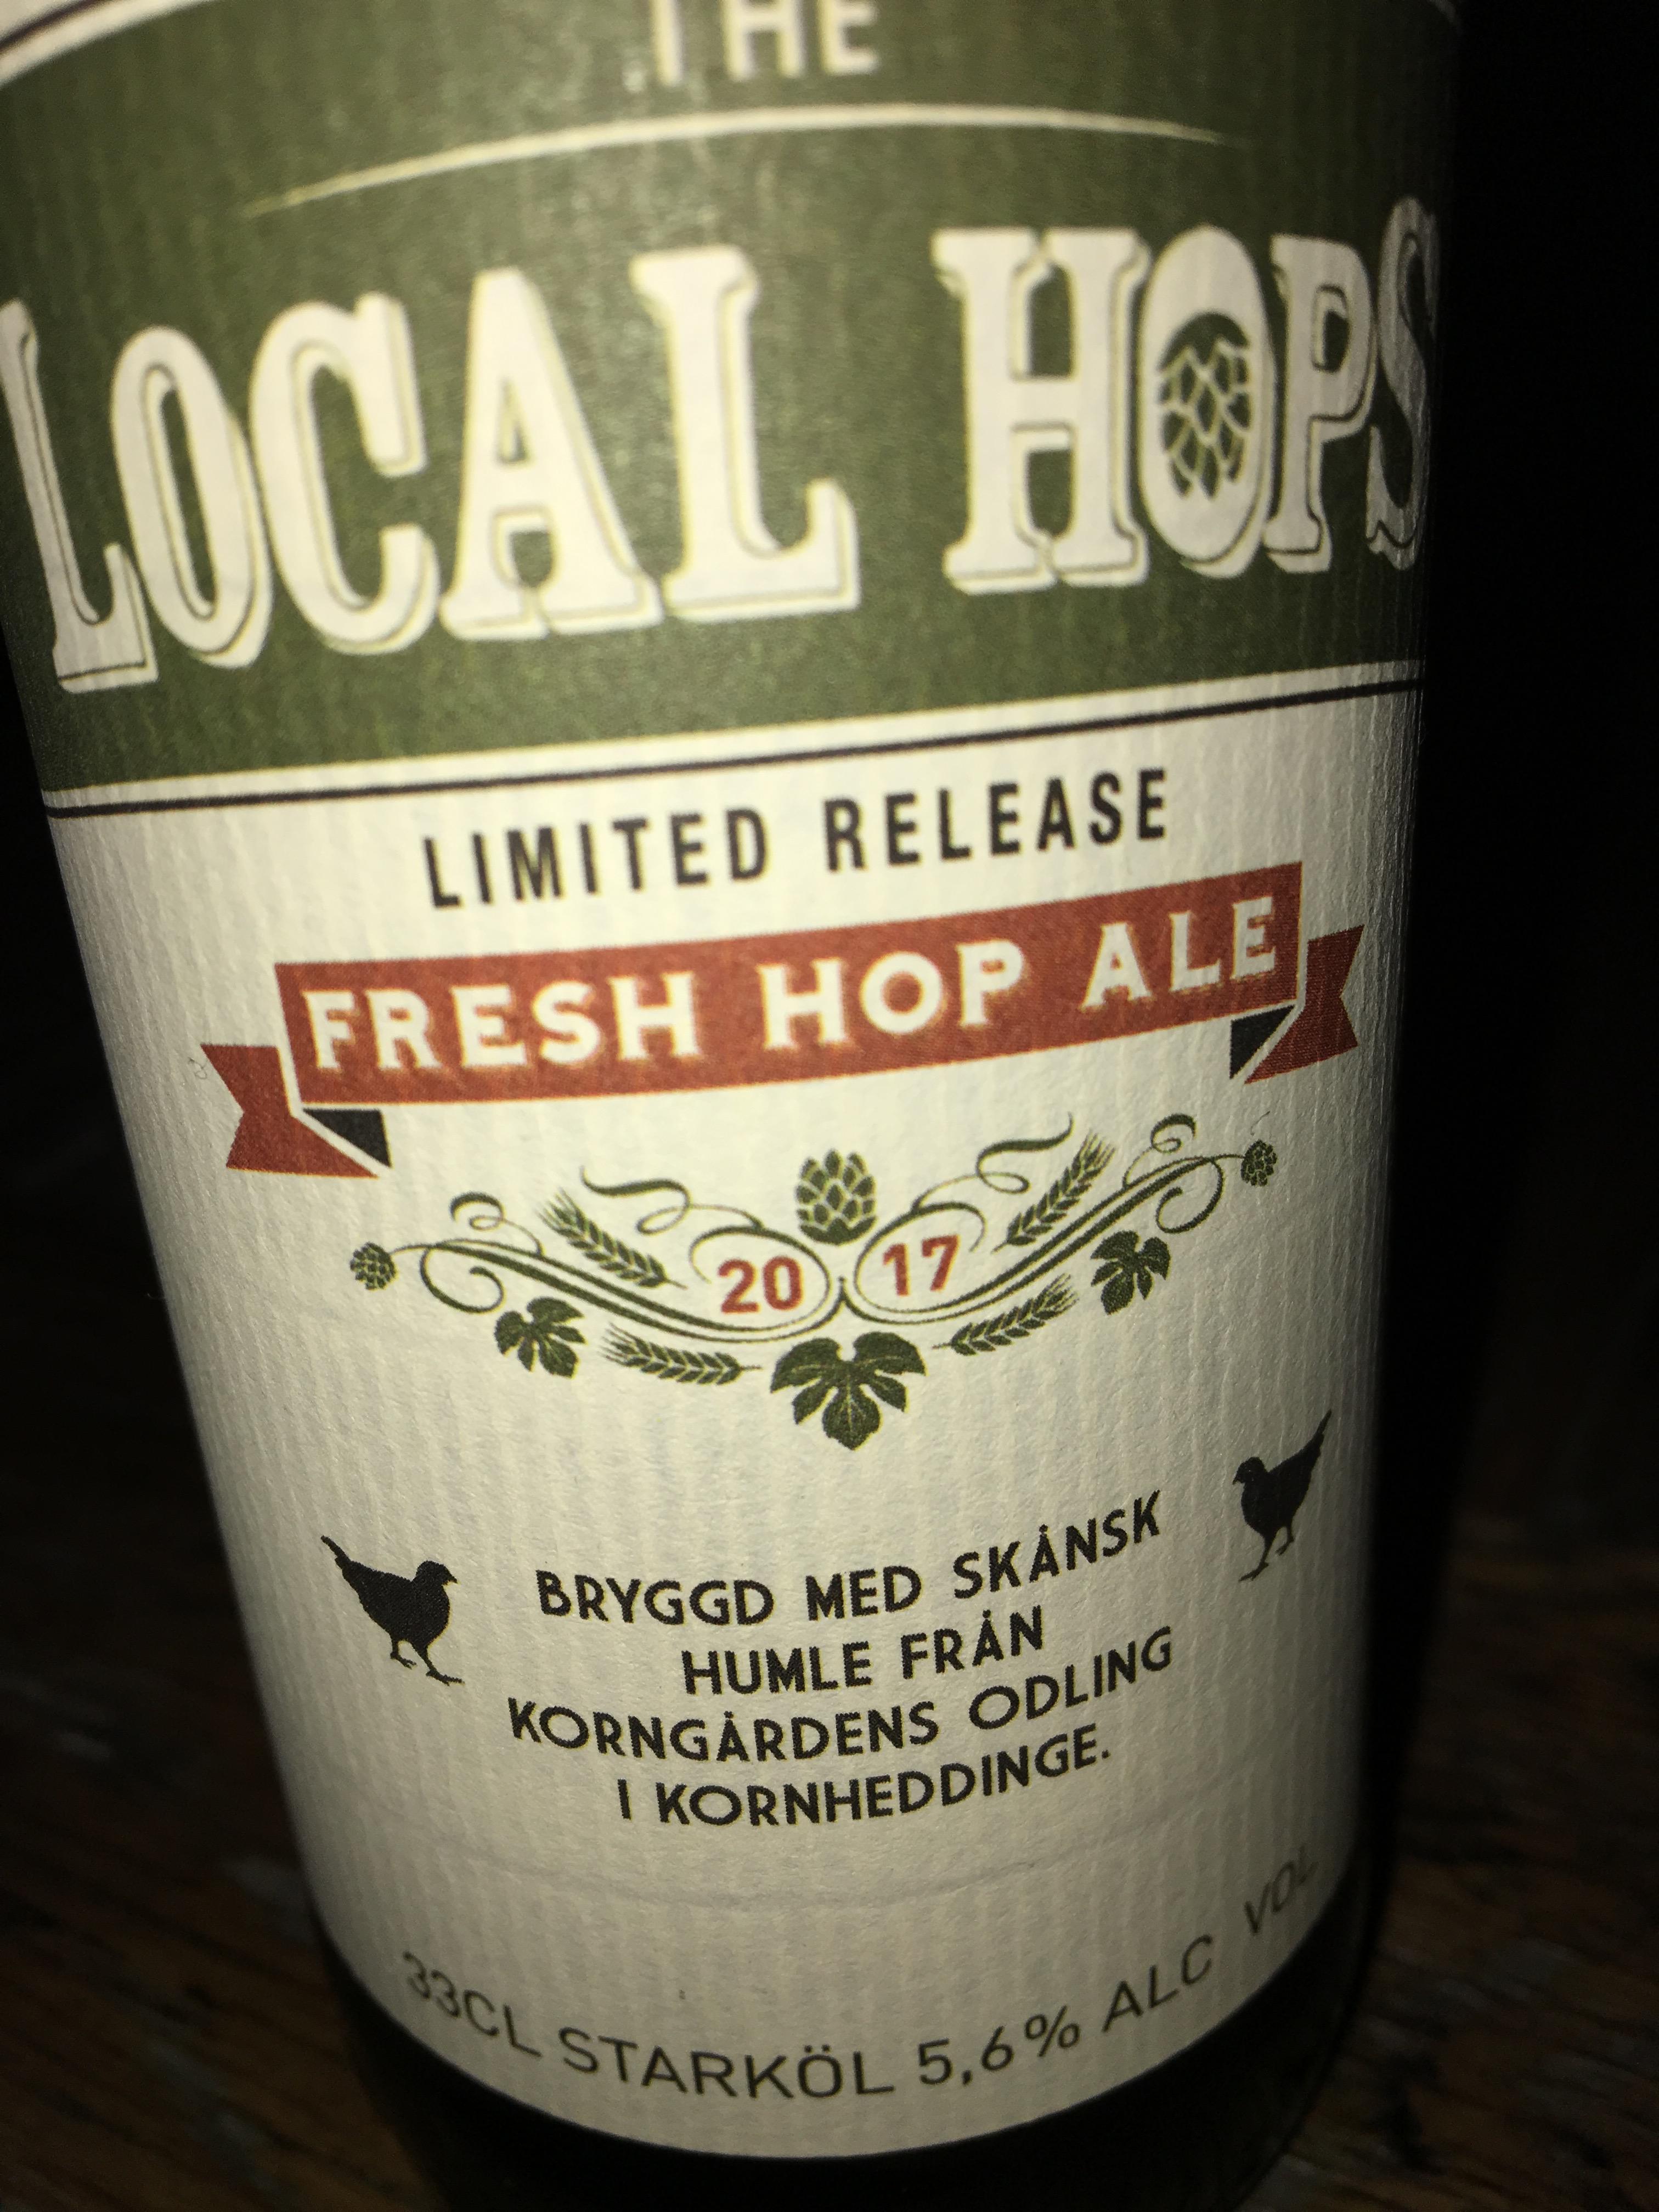 THE
LOCAL HOPS
LIMITED RELEASE
FRESH HOP ALE
20 17
BRYGGD MED SKÅNSK
HUMLE FRÅN
KORNGÅRDENS ODLING
I KORNHEDDINGE.
33CL STARKÖL 5,6% ALC VOL